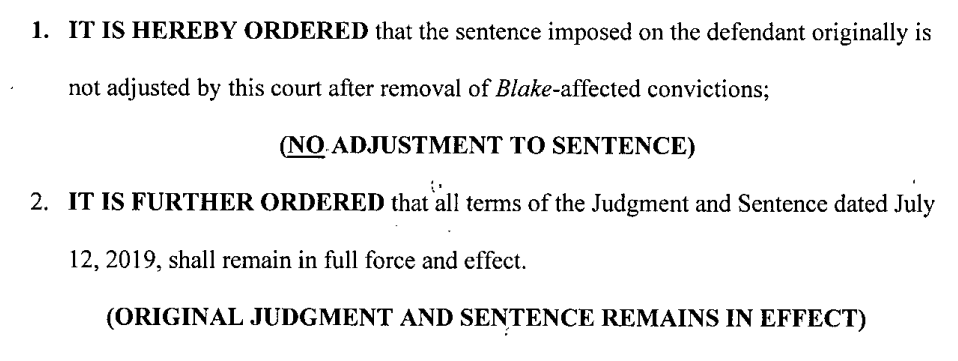 1. IT IS HEREBY ORDERED that the sentence imposed on the defendant originally is
not adjusted by this court after removal of Blake-affected convictions;
(NO ADJUSTMENT TO SENTENCE)
2. IT IS FURTHER ORDERED that all terms of the Judgment and Sentence dated July
12, 2019, shall remain in full force and effect.
(ORIGINAL JUDGMENT AND SENTENCE REMAINS IN EFFECT)